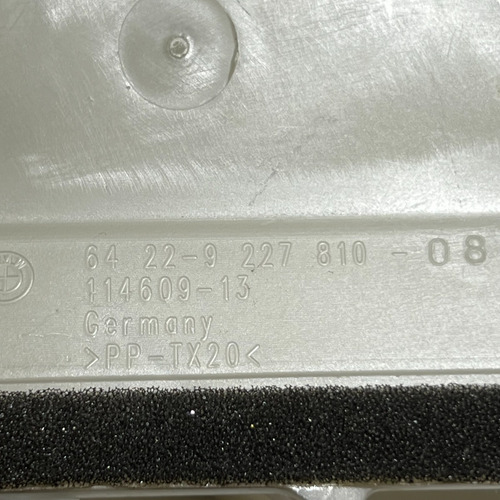 64 22-9 227 810 -08
114609-13
Germany
>PP-TX20<